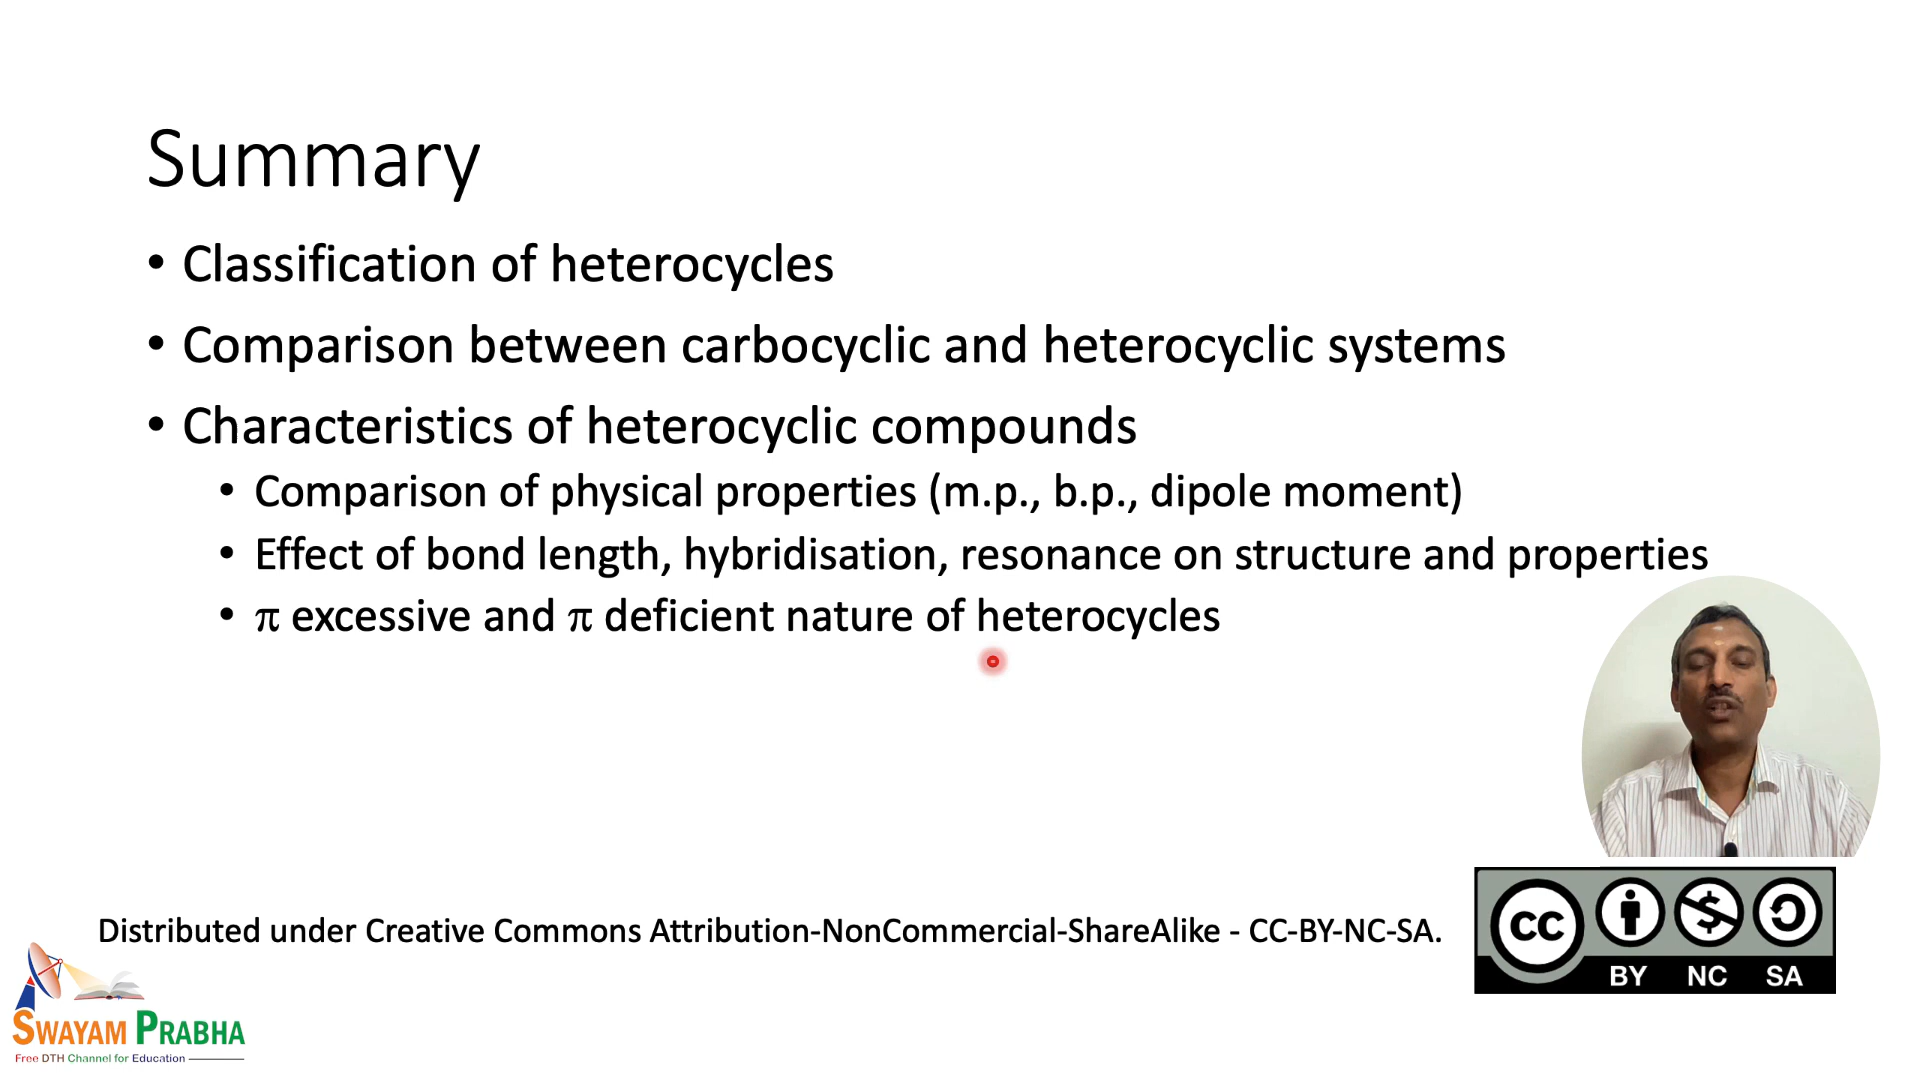 Summary
• Classification of heterocycles
• Comparison between carbocyclic and heterocyclic systems
• Characteristics of heterocyclic compounds
• Comparison of physical properties (m.p., b.p., dipole moment)
• Effect of bond length, hybridisation, resonance on structure and properties
• π excessive and π deficient nature of heterocycles
Distributed under Creative Commons Attribution-NonCommercial-ShareAlike - CC-BY-NC-SA.
CC
BY NC SA
SWAYAM PRABHA
Free DTH Channel for Education